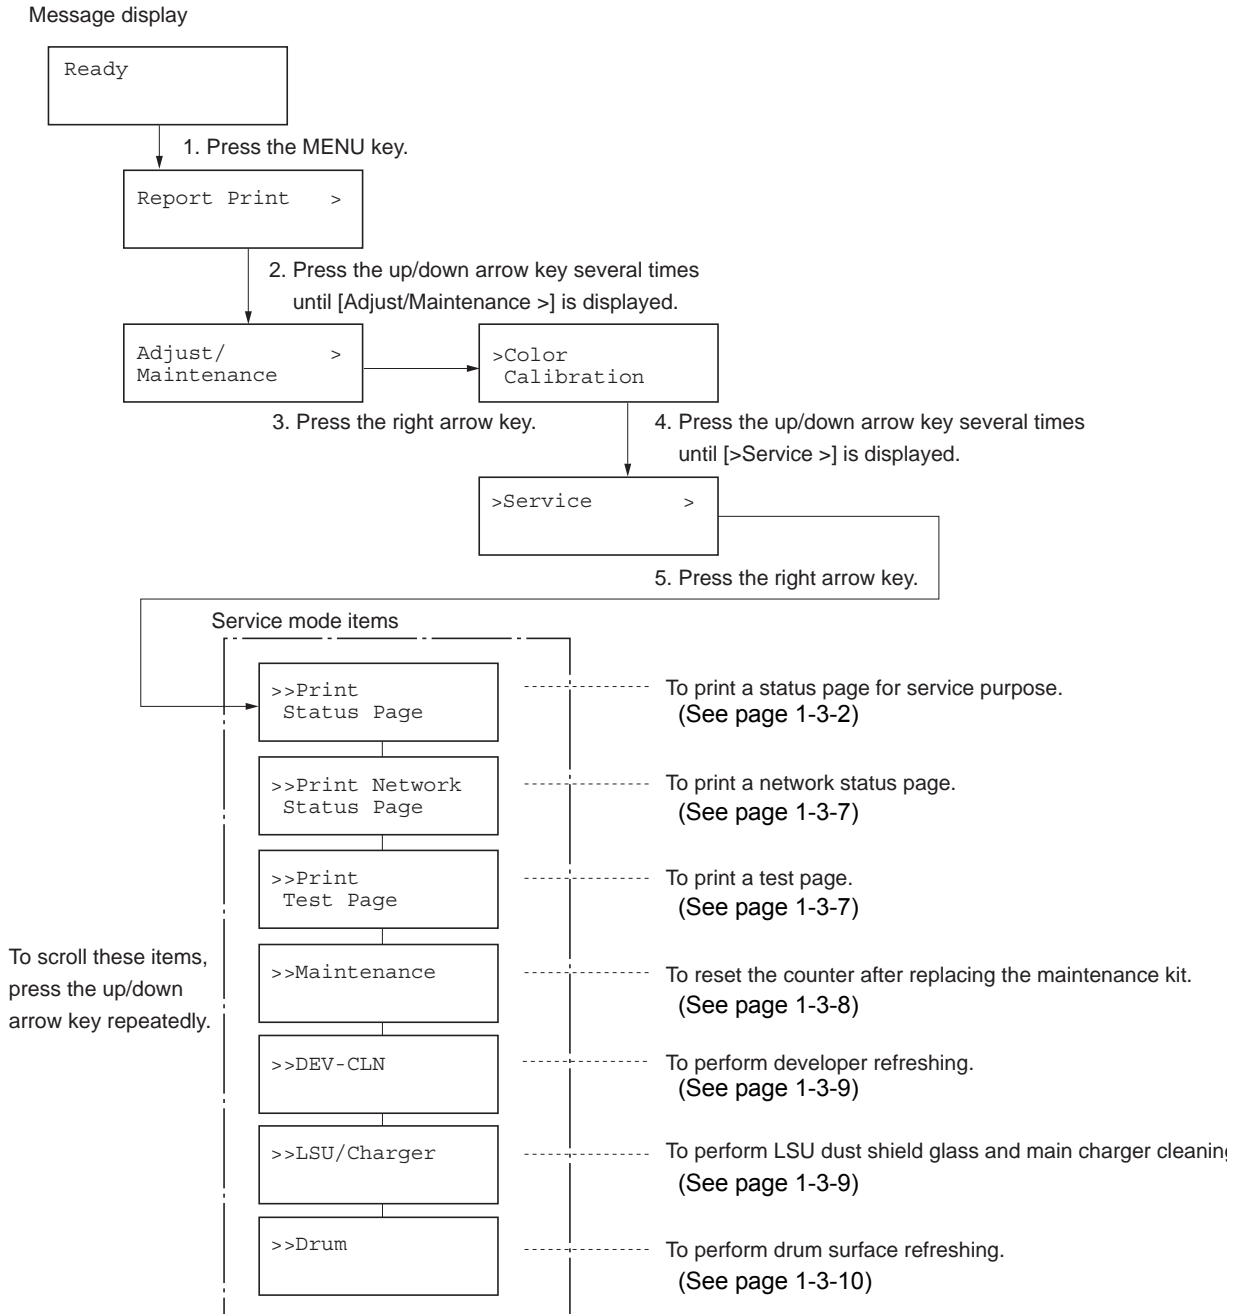 Message display
Ready
1. Press the MENU key.
Report Print >
2. Press the up/down arrow key several times
until [Adjust/Maintenance >] is displayed.
Adjust/ >
Maintenance
>Color
Calibration
3. Press the right arrow key.
4. Press the up/down arrow key several times
until [>Service >] is displayed.
>Service >
5. Press the right arrow key.
Service mode items
>>Print
Status Page
To print a status page for service purpose.
(See page 1-3-2)
>>Print Network
Status Page
To print a network status page.
(See page 1-3-7)
>>Print
Test Page
To print a test page.
(See page 1-3-7)
To scroll these items,
press the up/down
arrow key repeatedly.
>>Maintenance
To reset the counter after replacing the maintenance kit.
(See page 1-3-8)
>>DEV-CLN
To perform developer refreshing.
(See page 1-3-9)
>>LSU/Charger
To perform LSU dust shield glass and main charger cleaning
(See page 1-3-9)
>>Drum
To perform drum surface refreshing.
(See page 1-3-10)